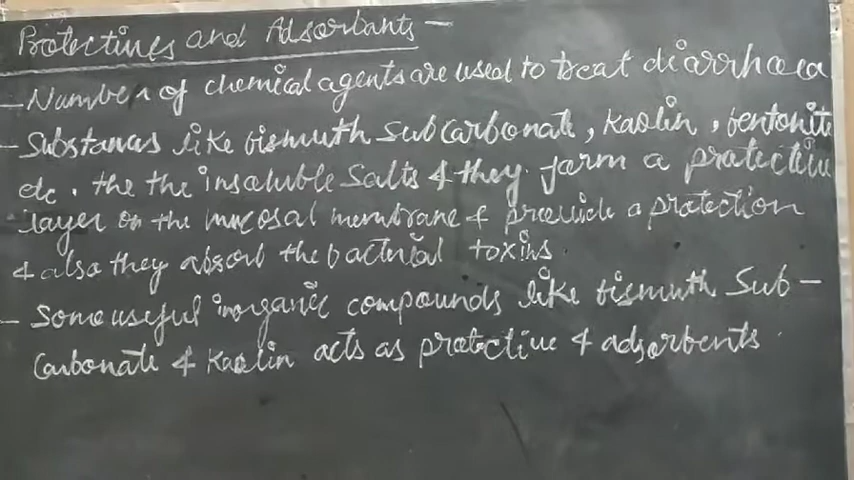 Protectives and Adsorbants -
- Number of chemical agents are used to treat diarrhoea
- Substances like bismuth Subcarbonate, Kaolin, bentonite
etc. the the insoluble Salts & they form a protective
layer on the mucosal membrane & provide a protection
& also they absorb the bacterial toxins.
- Some useful inorganic compounds like bismuth Sub-
Carbonate & Kaolin acts as protective & adsorbents.